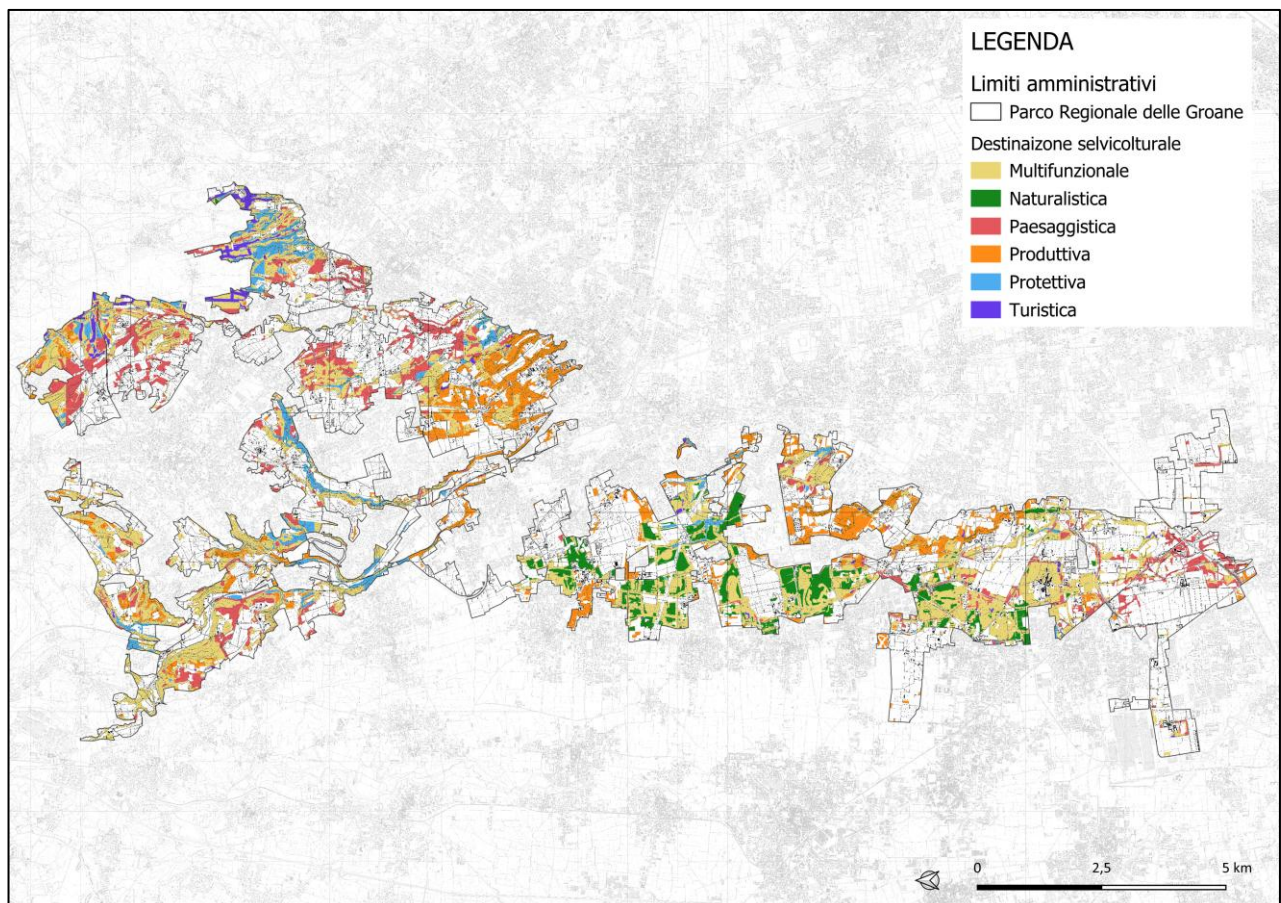 LEGENDA
Limiti amministrativi
Parco Regionale delle Groane
Destinaizone selvicolturale
Multifunzionale
Naturalistica
Paesaggistica
Produttiva
Protettiva
Turistica
0 2,5 5 km